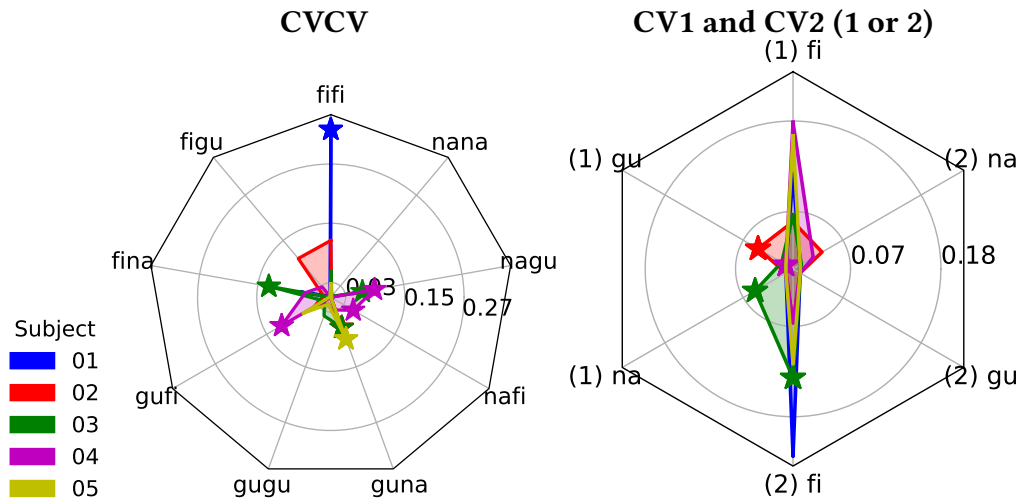 CVCV
CV1 and CV2 (1 or 2)
fifi
figu
nana
fina
nagu
0.03
0.15
0.27
gufi
nafi
gugu
guna
(1) fi
(1) gu
(2) na
0.07
0.18
(1) na
(2) gu
(2) fi
Subject
01
02
03
04
05